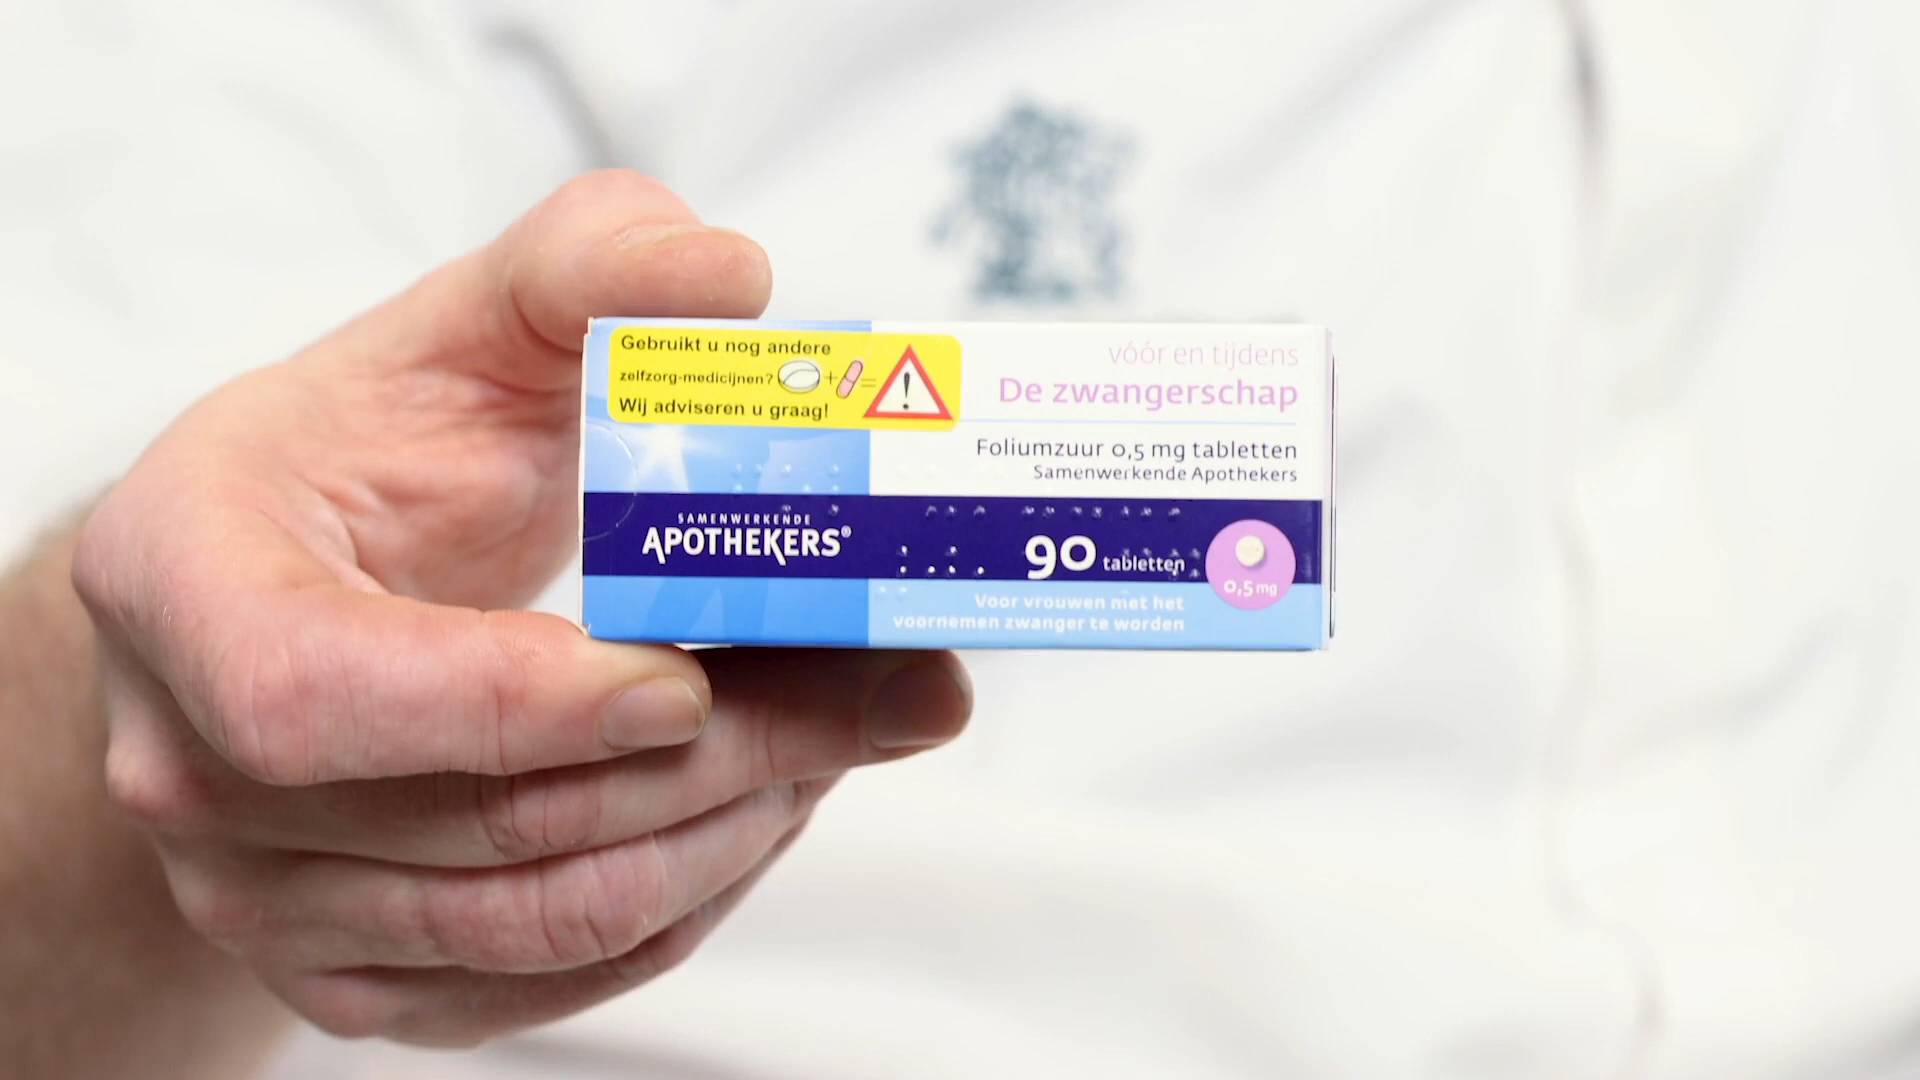 Gebruikt u nog andere
zelfzorg-medicijnen? + =
Wij adviseren u graag!
vóór en tijdens
De zwangerschap
Foliumzuur 0,5 mg tabletten
Samenwerkende Apothekers
SAMENWERKENDE
APOTHEKERS®
90 tabletten
0,5 mg
Voor vrouwen met het
voornemen zwanger te worden